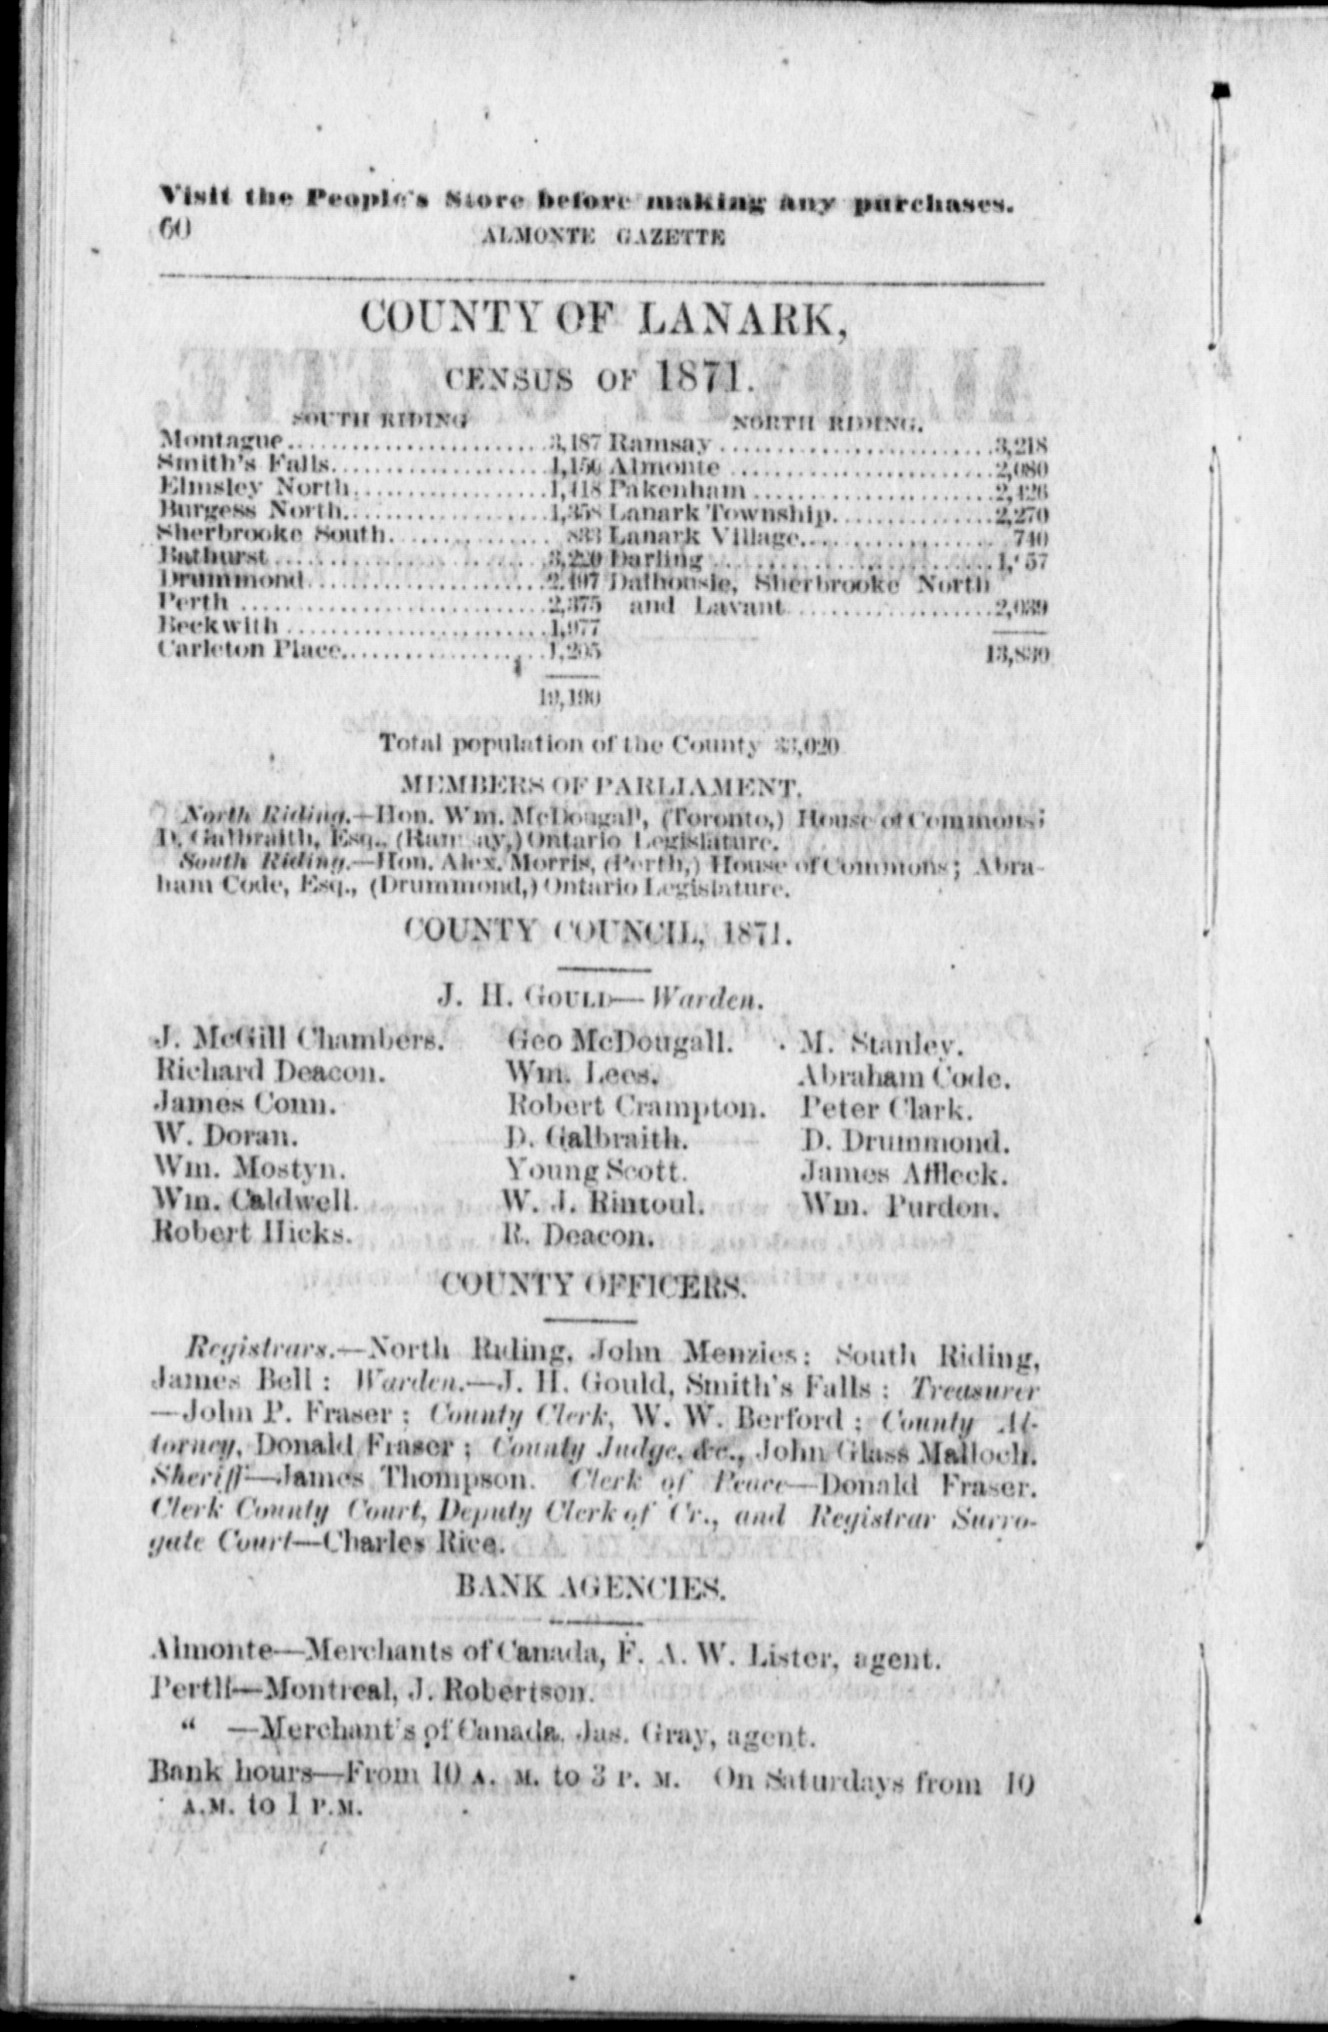 Visit the People's Store before making any purchases.
60
ALMONTE GAZETTE
COUNTY OF LANARK,
CENSUS OF 1871.
SOUTH RIDING
Montague 3,187
Smith's Falls 1,150
Elmsley North 1,418
Burgess North 1,358
Sherbrooke South 833
Bathurst 3,220
Drummond 2,497
Perth 2,375
Beckwith 1,977
Carleton Place 1,205
19,190
NORTH RIDING.
Ramsay 3,218
Almonte 2,080
Pakenham 2,426
Lanark Township 2,270
Lanark Village 740
Darling
Dalhousie, Sherbrooke North
and Lavant 2,039
13,830
Total population of the County 33,020
MEMBERS OF PARLIAMENT.
North Riding.—Hon. Wm. McDougall, (Toronto,) House of Commons;
D. Galbraith, Esq., (Ramsay,) Ontario Legislature.
South Riding.—Hon. Alex. Morris, (Perth,) House of Commons; Abra-
ham Code, Esq., (Drummond,) Ontario Legislature.
COUNTY COUNCIL, 1871.
J. H. GOULD—Warden.
J. McGill Chambers. Geo McDougall. M. Stanley.
Richard Deacon. Wm. Lees. Abraham Code.
James Conn. Robert Crampton. Peter Clark.
W. Doran. D. Galbraith. D. Drummond.
Wm. Mostyn. Young Scott. James Affleck.
Wm. Caldwell. W. J. Rintoul. Wm. Purdon.
Robert Hicks. R. Deacon.
COUNTY OFFICERS.
Registrars.—North Riding, John Menzies; South Riding,
James Bell: Warden.—J. H. Gould, Smith's Falls; Treasurer
—John P. Fraser; County Clerk, W. W. Berford; County At-
torney, Donald Fraser; County Judge, &c., John Glass Malloch.
Sheriff—James Thompson. Clerk of Peace—Donald Fraser.
Clerk County Court, Deputy Clerk of Cr., and Registrar Surro-
gate Court—Charles Rice.
BANK AGENCIES.
Almonte—Merchants of Canada, F. A. W. Lister, agent.
Perth—Montreal, J. Robertson.
“ —Merchant's of Canada, Jas. Gray, agent.
Bank hours—From 10 A. M. to 3 P. M. On Saturdays from 10
A.M. to 1 P.M.